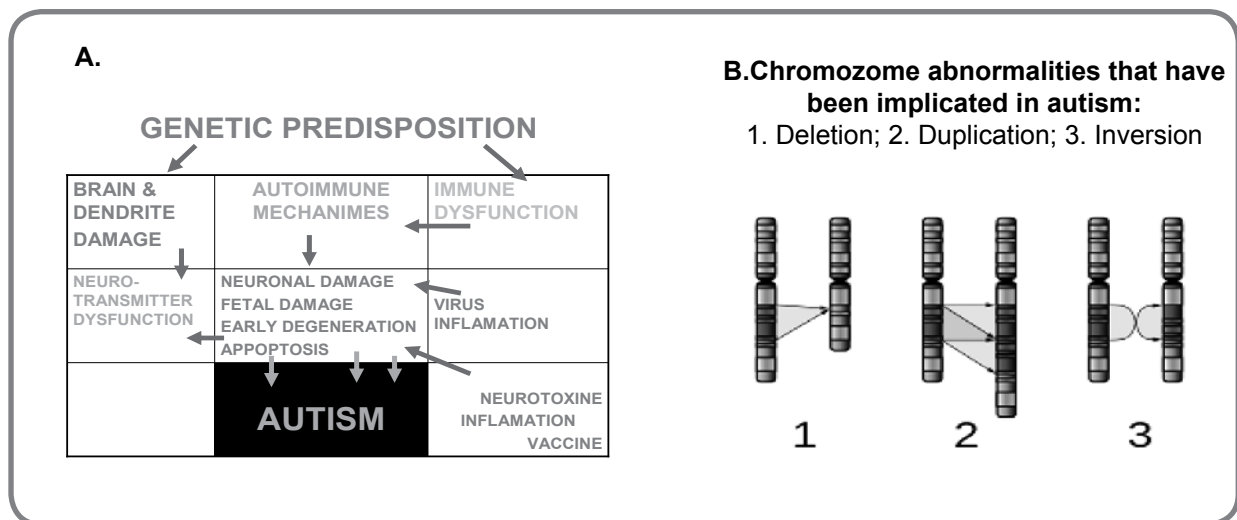 A.
GENETIC PREDISPOSITION
BRAIN &
DENDRITE
DAMAGE
AUTOIMMUNE
MECHANIMES
IMMUNE
DYSFUNCTION
NEURO-
TRANSMITTER
DYSFUNCTION
NEURONAL DAMAGE
FETAL DAMAGE
EARLY DEGENERATION
APPOPTOSIS
VIRUS
INFLAMATION
AUTISM
NEUROTOXINE
INFLAMATION
VACCINE
B.Chromozome abnormalities that have
been implicated in autism:
1. Deletion; 2. Duplication; 3. Inversion
1
2
3